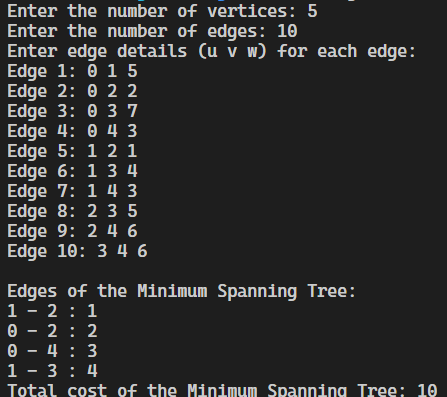 Enter the number of vertices: 5
Enter the number of edges: 10
Enter edge details (u v w) for each edge:
Edge 1: 0 1 5
Edge 2: 0 2 2
Edge 3: 0 3 7
Edge 4: 0 4 3
Edge 5: 1 2 1
Edge 6: 1 3 4
Edge 7: 1 4 3
Edge 8: 2 3 5
Edge 9: 2 4 6
Edge 10: 3 4 6
Edges of the Minimum Spanning Tree:
1 - 2 : 1
0 - 2 : 2
0 - 4 : 3
1 - 3 : 4
Total cost of the Minimum Spanning Tree: 10